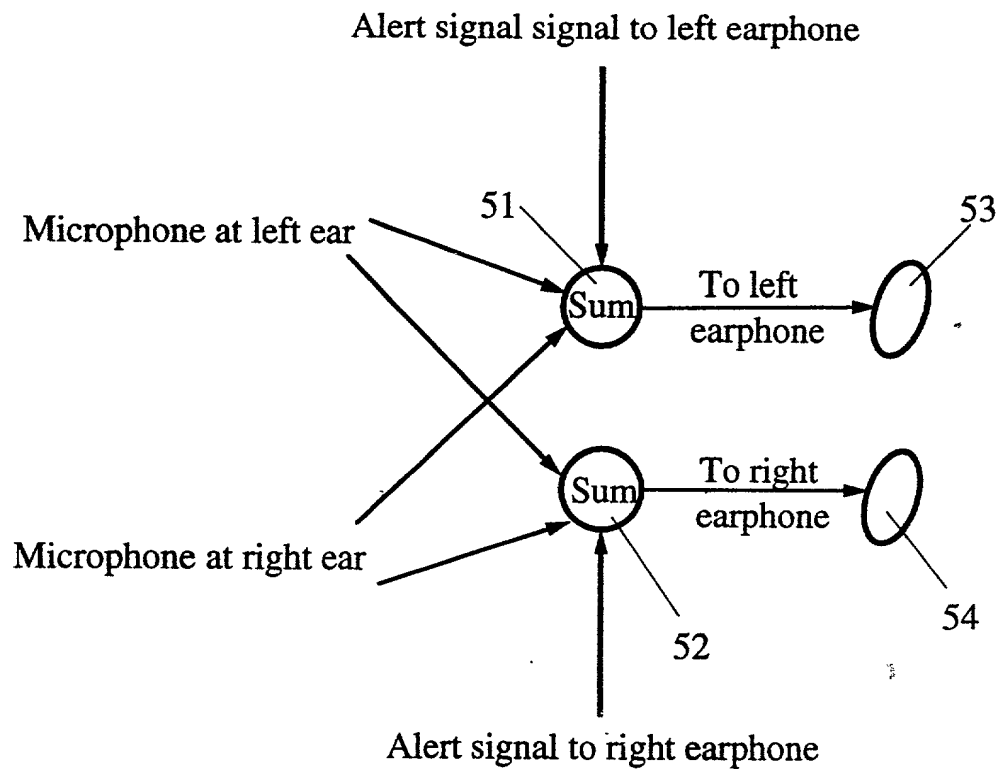 Alert signal signal to left earphone
51
53
Microphone at left ear
Sum
To left
earphone
Sum
To right
earphone
Microphone at right ear
54
52
Alert signal to right earphone